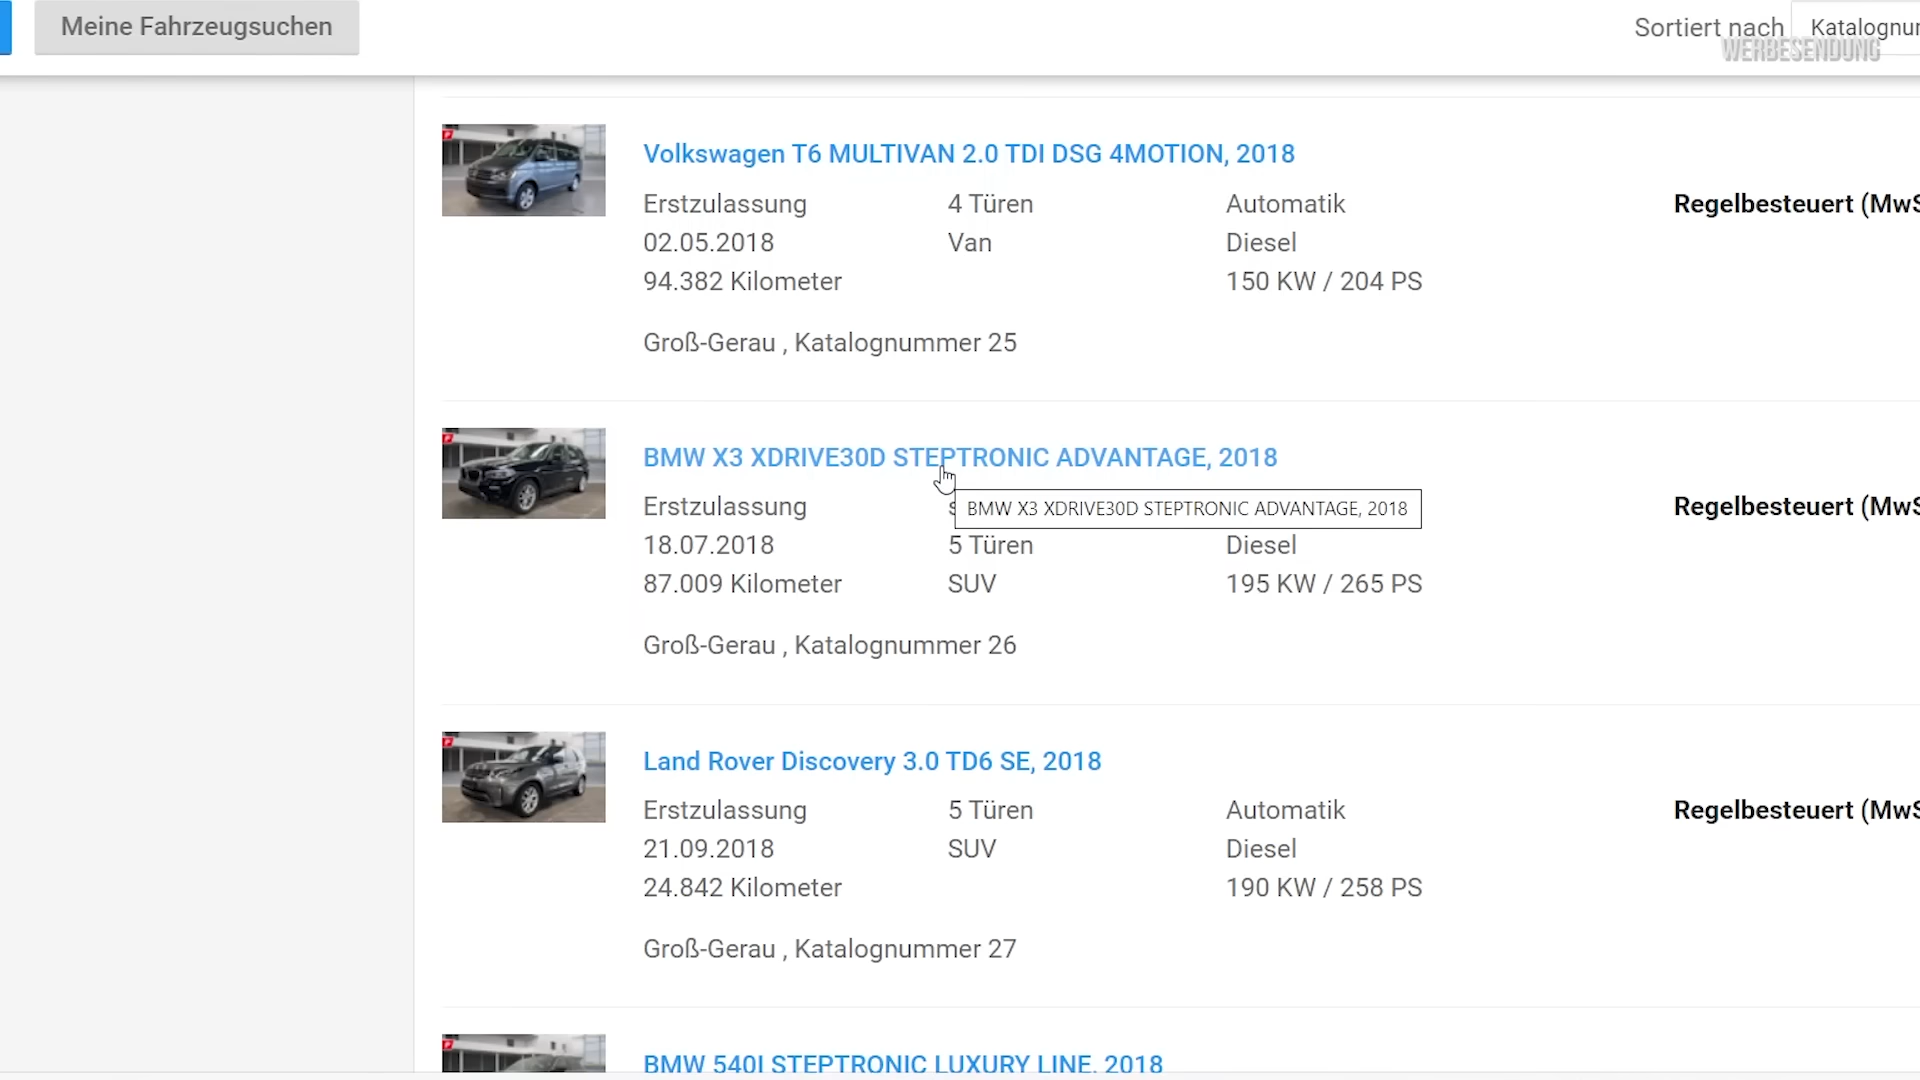 Meine Fahrzeugsuchen
Sortiert nach
WERBESENDUNG
Volkswagen T6 MULTIVAN 2.0 TDI DSG 4MOTION, 2018
Erstzulassung 4 Türen Automatik Regelbesteuert
02.05.2018 Van Diesel
94.382 Kilometer 150 KW / 204 PS
Groß-Gerau , Katalognummer 25
BMW X3 XDRIVE30D STEPTRONIC ADVANTAGE, 2018
Erstzulassung BMW X3 XDRIVE30D STEPTRONIC ADVANTAGE, 2018 Regelbesteuert
18.07.2018 5 Türen Diesel
87.009 Kilometer SUV 195 KW / 265 PS
Groß-Gerau , Katalognummer 26
Land Rover Discovery 3.0 TD6 SE, 2018
Erstzulassung 5 Türen Automatik Regelbesteuert
21.09.2018 SUV Diesel
24.842 Kilometer 190 KW / 258 PS
Groß-Gerau , Katalognummer 27
BMW 540I STEPTRONIC LUXURY LINE, 2018